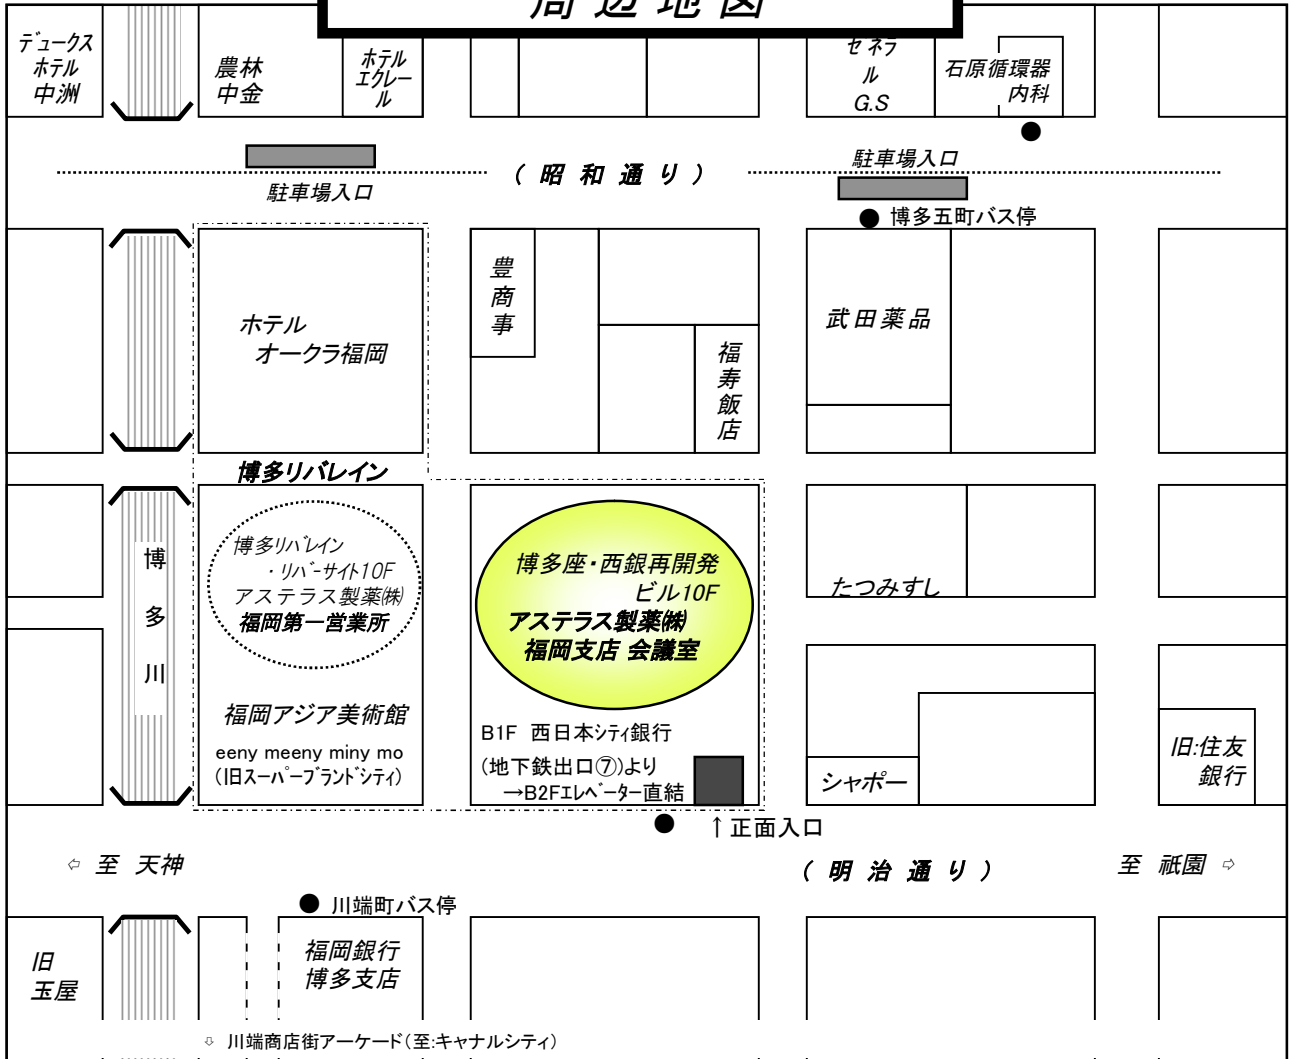 周辺地図
デュークス
ホテル
中洲
農林
中金
ホテル
エクレー
ル
セネラ
ル
G.S
石原循環器
内科
駐車場入口
(昭和通り)
駐車場入口
博多五町バス停
ホテル
オークラ福岡
豊
商
事
福
寿
飯
店
武田薬品
博多リバレイン
博多リバレイン
・リバーサイト10F
アステラス製薬㈱
福岡第一営業所
博多座・西銀再開発
ビル10F
アステラス製薬㈱
福岡支店 会議室
たつみすし
博
多
川
福岡アジア美術館
eeny meeny miny mo
(旧スーパーブランドシティ)
B1F 西日本シティ銀行
(地下鉄出口⑦)より
→B2Fエレベーター直結
シャポー
旧:住友
銀行
↑正面入口
⇦ 至 天神
(明治通り)
至 祇園 ⇨
川端町バス停
旧
玉屋
福岡銀行
博多支店
⇩ 川端商店街アーケード(至:キャナルシティ)